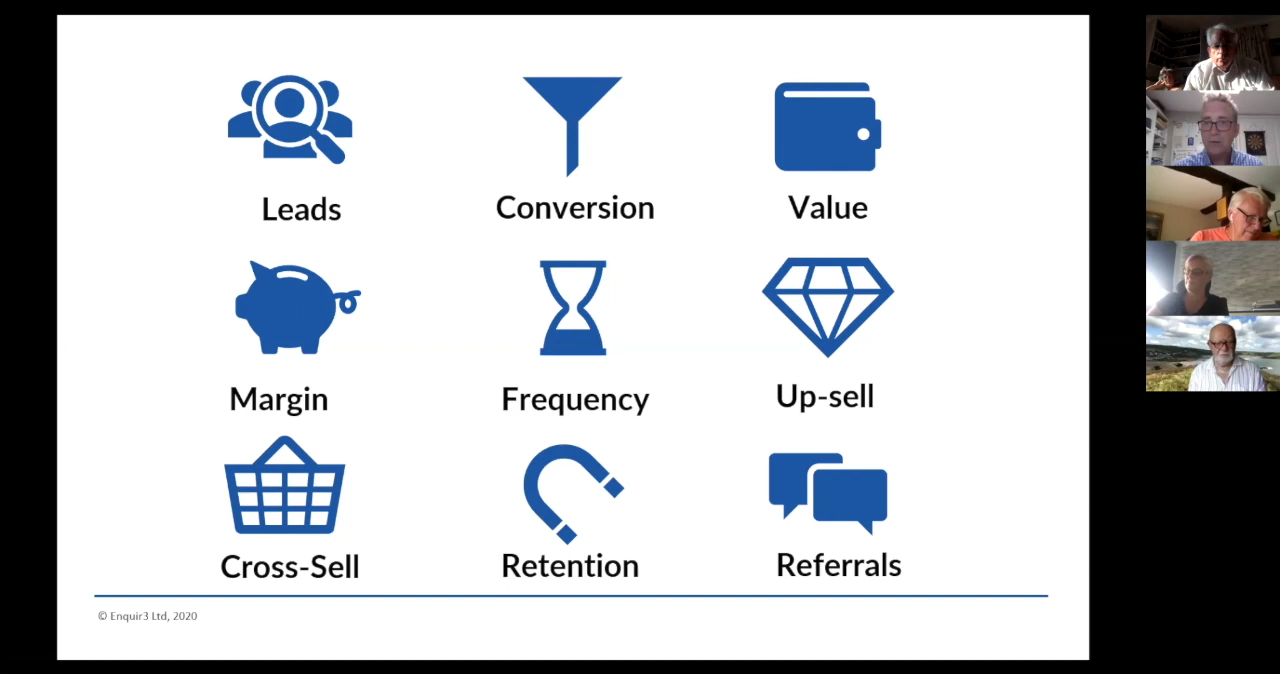 Leads
Conversion
Value
Margin
Frequency
Up-sell
Cross-Sell
Retention
Referrals
© Enquir3 Ltd, 2020